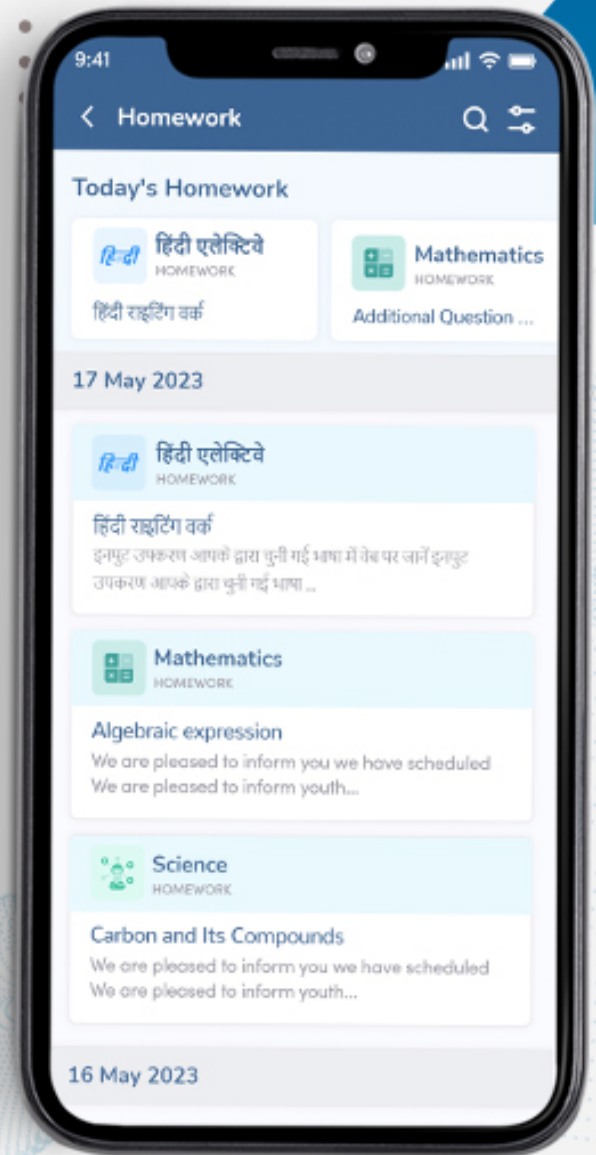 9:41
Homework
Today's Homework
हिन्दी
हिंदी एलेक्टिवे
HOMEWORK
हिंदी राइटिंग वर्क
Mathematics
HOMEWORK
Additional Question ...
17 May 2023
हिन्दी
हिंदी एलेक्टिवे
HOMEWORK
हिंदी राइटिंग वर्क
इनपुट उपकरण आपके द्वारा चुनी गई भाषा में वेब पर जानें इनपुट
उपकरण आपके द्वारा चुनी गई भाषा ...
Mathematics
HOMEWORK
Algebraic expression
We are pleased to inform you we have scheduled
We are pleased to inform youth...
Science
HOMEWORK
Carbon and Its Compounds
We are pleased to inform you we have scheduled
We are pleased to inform youth...
16 May 2023